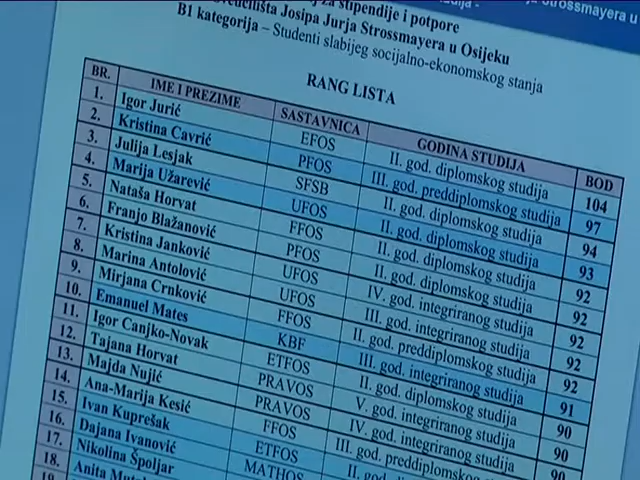 za stipendije i potpore
Sveučilišta Josipa Jurja Strossmayera u Osijeku
Strossmayera u
B1 kategorija – Studenti slabijeg socijalno-ekonomskog stanja
RANG LISTA
BR. IME I PREZIME SASTAVNICA GODINA STUDIJA BOD
1. Igor Jurić EFOS II. god. diplomskog studija 104
2. Kristina Cavrić PFOS III. god. preddiplomskog studija 97
3. Julija Lesjak SFSB II. god. diplomskog studija 94
4. Marija Užarević UFOS II. god. diplomskog studija 93
5. Nataša Horvat FFOS II. god. diplomskog studija 92
6. Franjo Blažanović PFOS II. god. diplomskog studija 92
7. Kristina Janković UFOS IV. god. integriranog studija 92
8. Marina Antolović UFOS III. god. integriranog studija 92
9. Mirjana Crnković FFOS II. god. preddiplomskog studija 92
10. Emanuel Mates KBF III. god. integriranog studija 91
11. Igor Canjko-Novak ETFOS II. god. diplomskog studija 90
12. Tajana Horvat PRAVOS V. god. integriranog studija 90
13. Majda Nujić PRAVOS IV. god. integriranog studija 90
14. Ana-Marija Kesić FFOS III. god. preddiplomskog
15. Ivan Kuprešak ETFOS II. god.
16. Dajana Ivanović MATHOS
17. Nikolina Špoljar
18. Anita